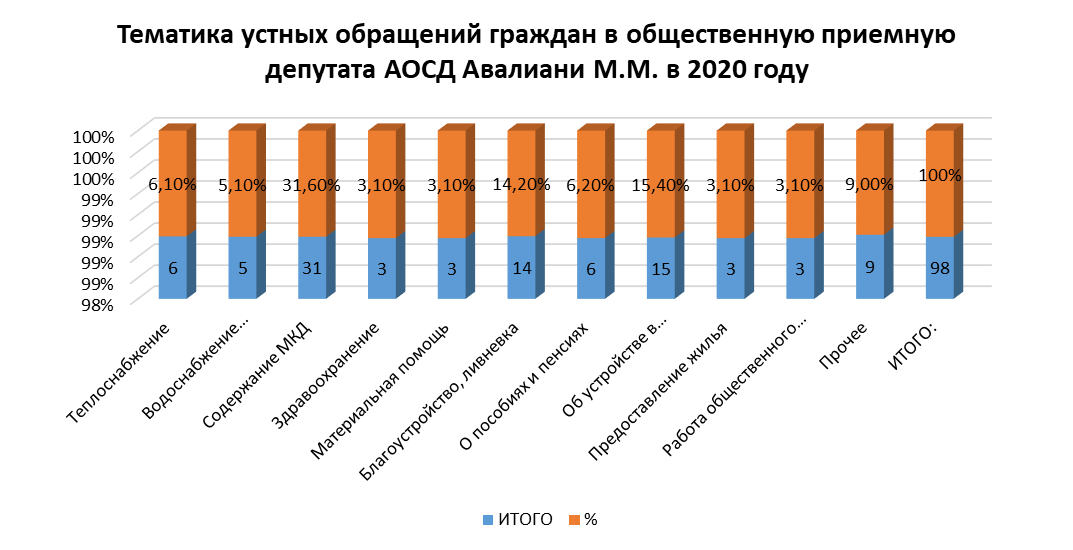 Тематика устных обращений граждан в общественную приемную
депутата АОСД Авалиани М.М. в 2020 году
100%
100%
100%
99%
99%
99%
99%
99%
98%
6,10%
5,10%
31,60%
3,10%
3,10%
14,20%
6,20%
15,40%
3,10%
3,10%
9,00%
100%
6
5
31
3
3
14
6
15
3
3
9
98
Теплоснабжение
Водоснабжение...
Содержание МКД
Здравоохранение
Материальная помощь
Благоустройство, ливневка
О пособиях и пенсиях
Об устройстве в...
Предоставление жилья
Работа общественного...
Прочее
ИТОГО:
ИТОГО
%